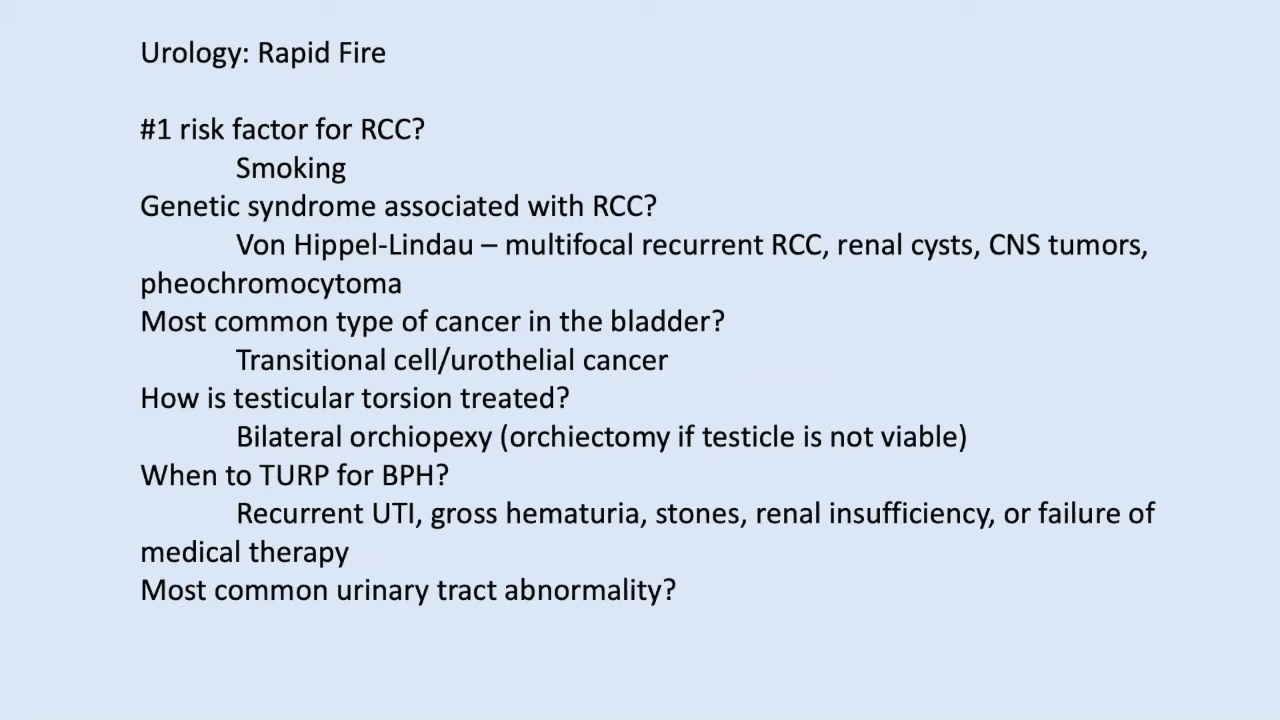 Urology: Rapid Fire
#1 risk factor for RCC?
Smoking
Genetic syndrome associated with RCC?
Von Hippel-Lindau – multifocal recurrent RCC, renal cysts, CNS tumors,
pheochromocytoma
Most common type of cancer in the bladder?
Transitional cell/urothelial cancer
How is testicular torsion treated?
Bilateral orchiopexy (orchiectomy if testicle is not viable)
When to TURP for BPH?
Recurrent UTI, gross hematuria, stones, renal insufficiency, or failure of
medical therapy
Most common urinary tract abnormality?